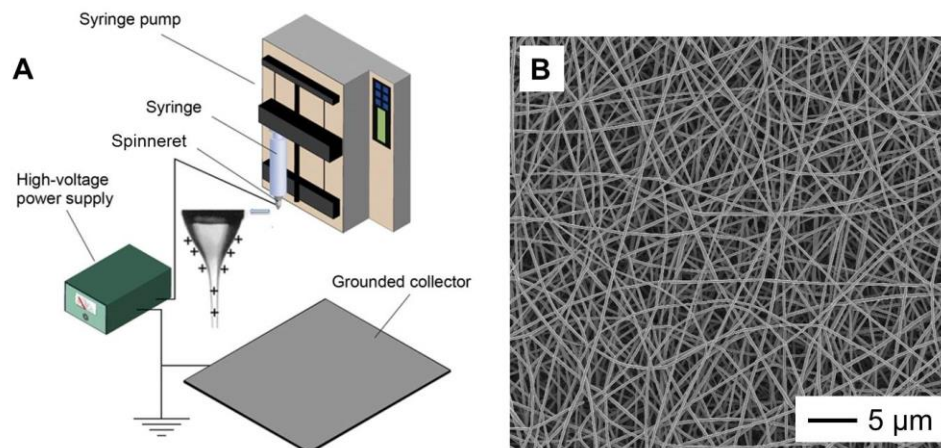 A
Syringe pump
Syringe
Spinneret
High-voltage
power supply
Grounded collector
B
5 µm